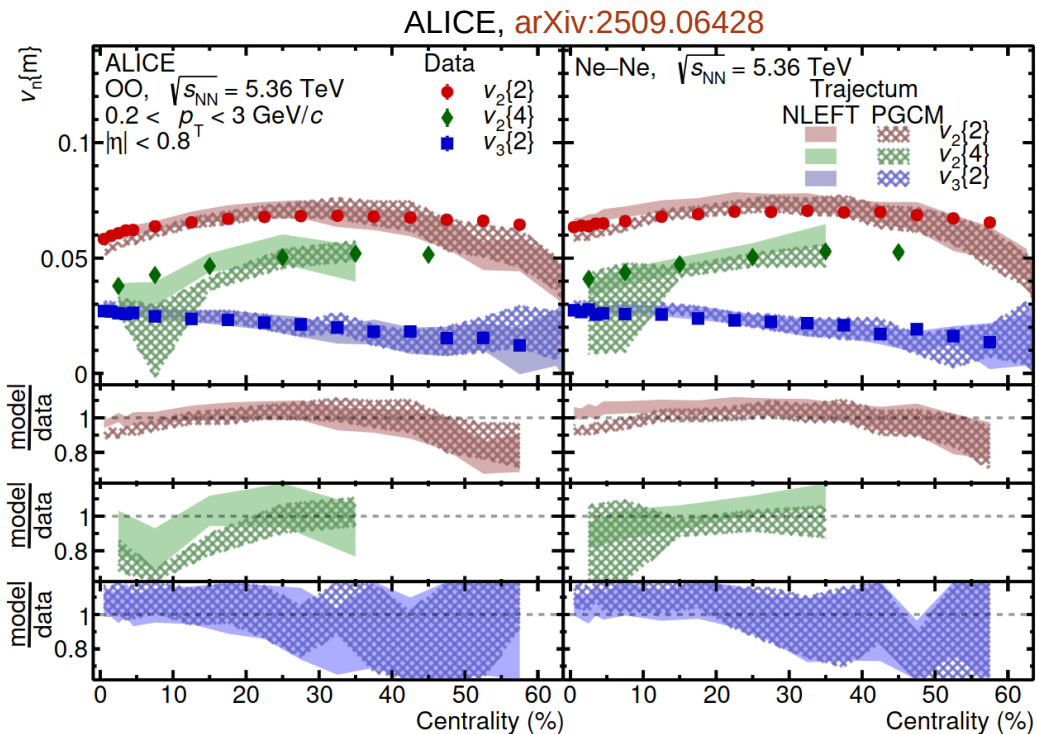 ALICE, arXiv:2509.06428
vₙ{m}
ALICE
OO, √sNN = 5.36 TeV
0.2 < pT < 3 GeV/c
|η| < 0.8
Data
v₂{2}
v₂{4}
v₃{2}
Ne–Ne, √sNN = 5.36 TeV
Trajectum
NLEFT PGCM
v₂{2}
v₂{4}
v₃{2}
0.1
0.05
0
model
data
1
0.8
model
data
1
0.8
model
data
1
0.8
0 10 20 30 40 50 60
0 10 20 30 40 50 60
Centrality (%)
Centrality (%)